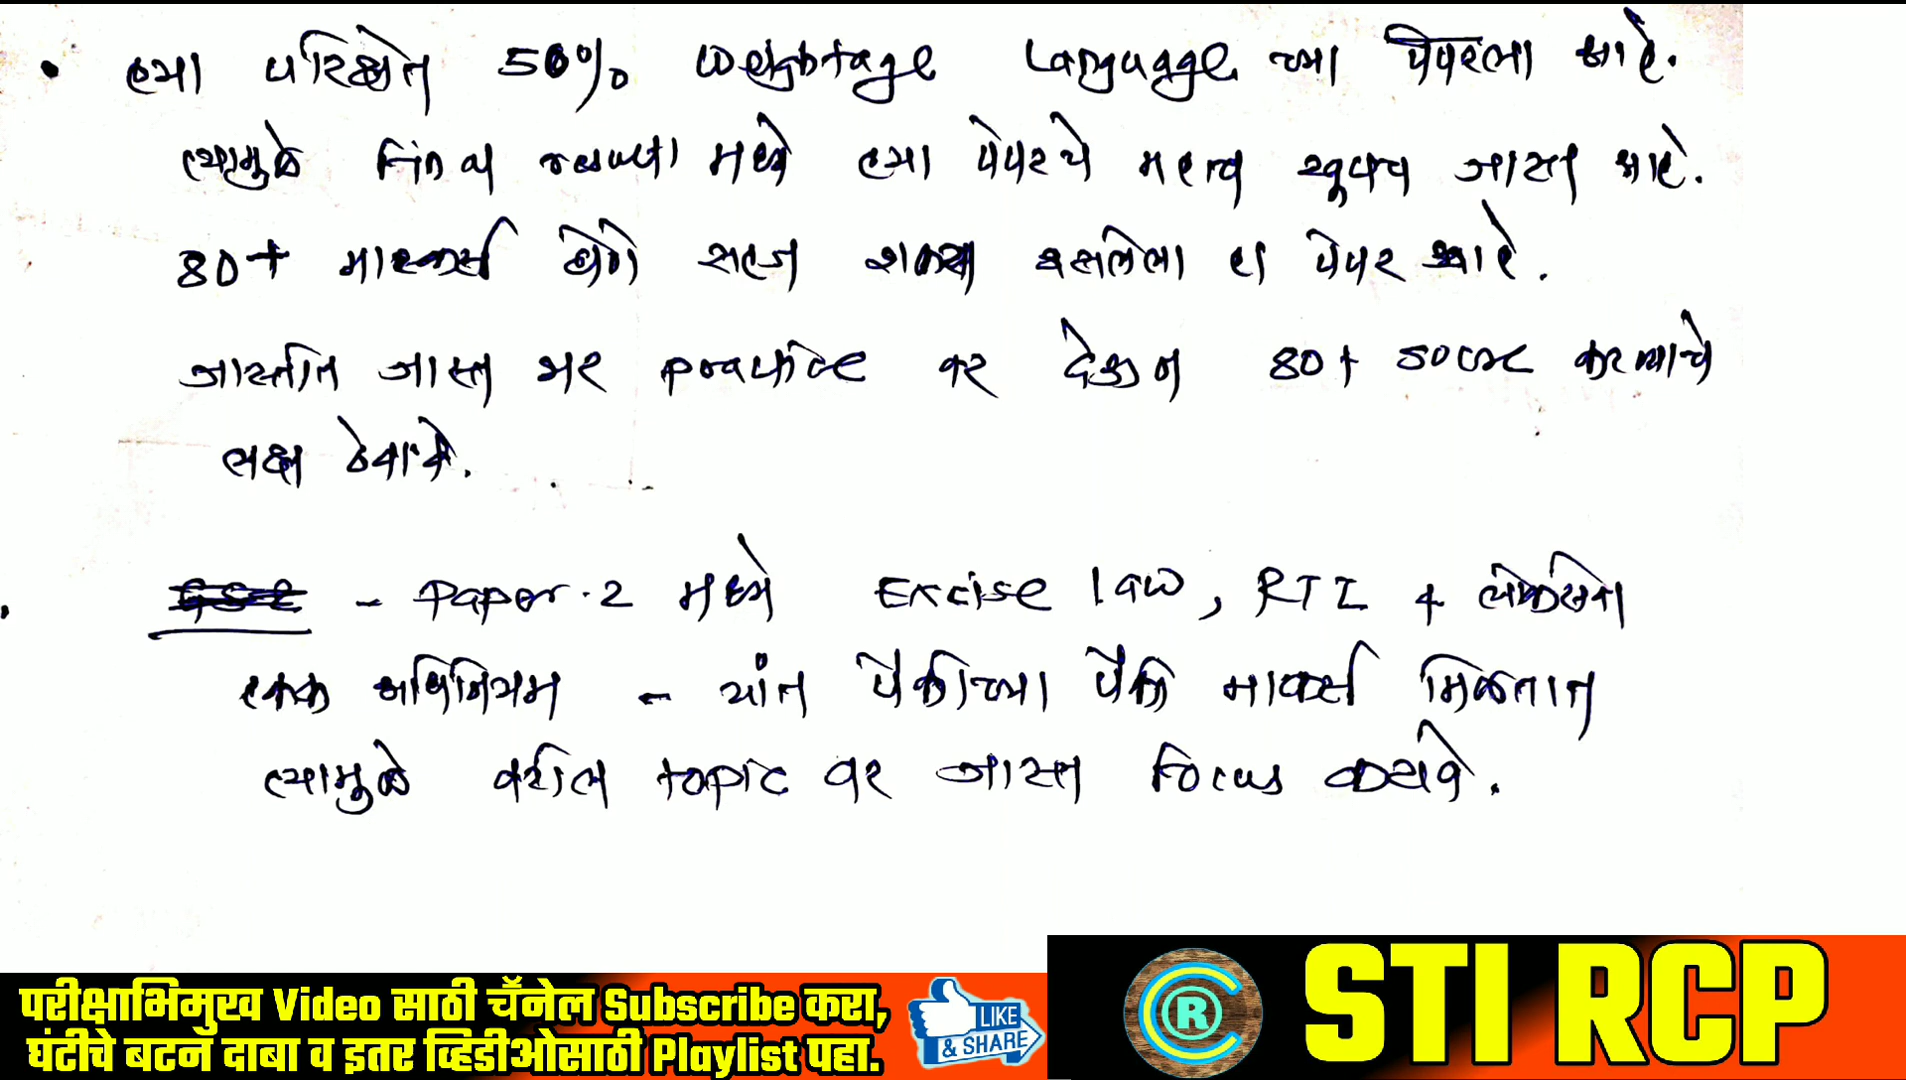 • ह्या परिक्षेत 50% weightage Language च्या पेपरला आहे.
त्यामुळे Final मध्ये ह्या पेपरचे महत्व खुपच जास्त आहे.
80+ मार्क्स घेणे सहज शक्य असलेला हा पेपर आहे.
जास्तीत जास्त भर practice वर देऊन 80+ score करण्याचे
लक्ष ठेवावे.
• - Paper.2 मध्ये Excise law, RTI + लोकसेवा
हक्क अधिनियम - यांत पैकीच्या पैकी मार्क्स मिळतात
त्यामुळे वरील topic वर जास्त Focus करावे.
परीक्षाभिमुख Video साठी चॅनेल Subscribe करा,
घंटीचे बटन दाबा व इतर व्हिडीओसाठी Playlist पहा.
LIKE
& SHARE
CR
STI RCP